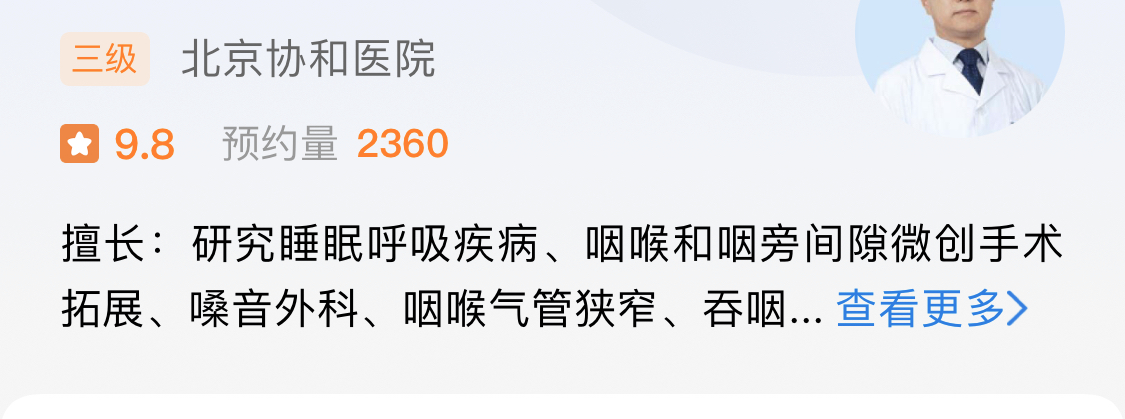 三级 北京协和医院
9.8 预约量 2360
擅长：研究睡眠呼吸疾病、咽喉和咽旁间隙微创手术
拓展、嗓音外科、咽喉气管狭窄、吞咽... 查看更多>